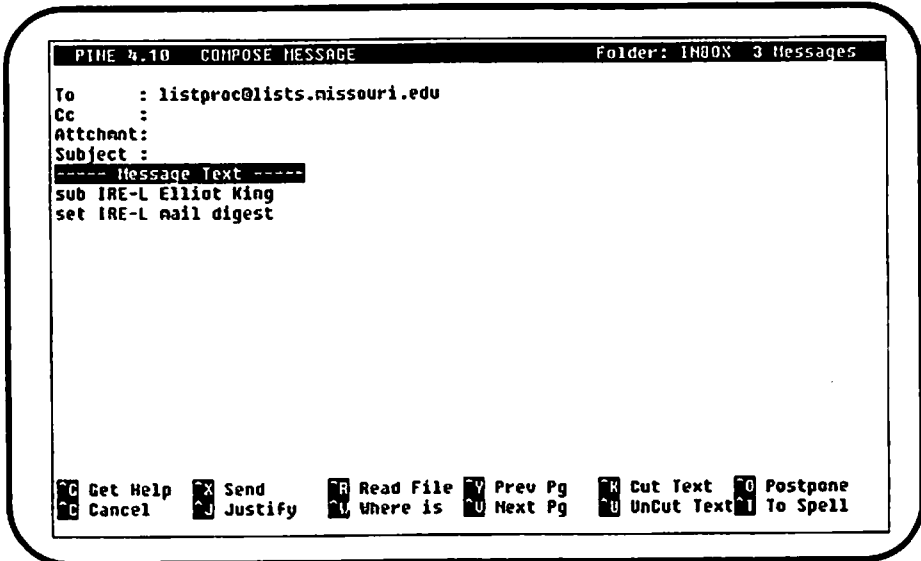 PINE 4.10 COMPOSE MESSAGE Folder: INBOX 3 Messages
To : listproc@lists.missouri.edu
Cc :
Attchmnt:
Subject :
----- Message Text -----
sub IRE-L Elliot King
set IRE-L mail digest
^G Get Help ^X Send ^R Read File ^Y Prev Pg ^K Cut Text ^O Postpone
^C Cancel ^J Justify ^W Where is ^V Next Pg ^U UnCut Text ^T To Spell